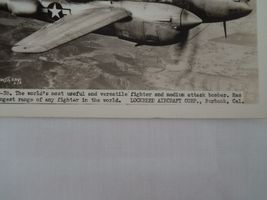 -38. The world's most useful and versatile fighter and medium attack bomber. Has
ngest range of any fighter in the world. LOCKHEED AIRCRAFT CORP., Burbank, Cal.